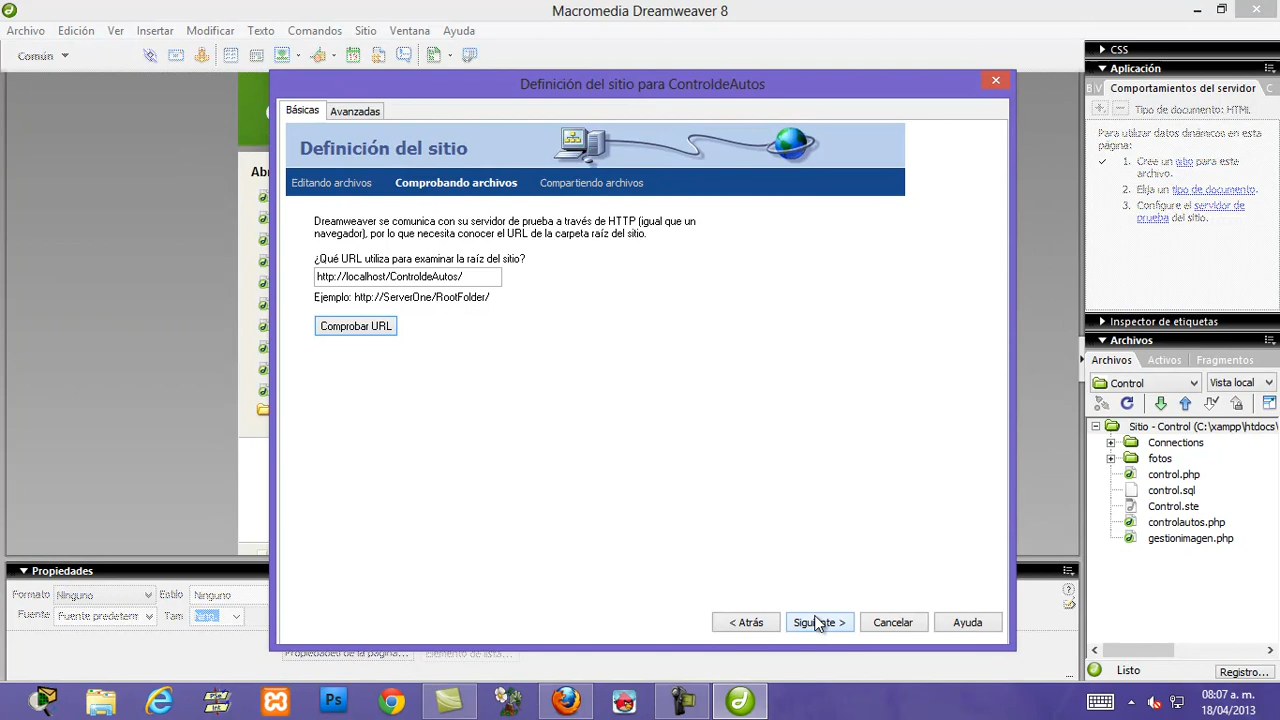 Macromedia Dreamweaver 8
Archivo Edición Ver Insertar Modificar Texto Comandos Sitio Ventana Ayuda
Común
CSS
Aplicación
Comportamientos del servidor
Tipo de documento: HTML
Para utilizar datos dinámicos en esta
página:
1. Cree un sitio para este
archivo.
2. Elija un tipo de documento.
3. Configure el servidor de
prueba del sitio.
Definición del sitio para ControldeAutos
Básicas Avanzadas
Definición del sitio
Editando archivos Comprobando archivos Compartiendo archivos
Dreamweaver se comunica con su servidor de prueba a través de HTTP (igual que un
navegador), por lo que necesita conocer el URL de la carpeta raíz del sitio.
¿Qué URL utiliza para examinar la raíz del sitio?
http://localhost/ControldeAutos/
Ejemplo: http://ServerOne/RootFolder/
Comprobar URL
< Atrás Siguiente > Cancelar Ayuda
Inspector de etiquetas
Archivos
Archivos Activos Fragmentos
Control Vista local
Sitio - Control (C:\xampp\htdocs\
Connections
fotos
control.php
control.sql
Control.ste
controlautos.php
gestionimagen.php
Listo Registro...
Propiedades
Formato Ninguno Estilo Ninguno
Fuente Fuente predeterm Tam
Propiedades de la página... Elemento de lista...
Ps
08:07 a. m.
18/04/2013